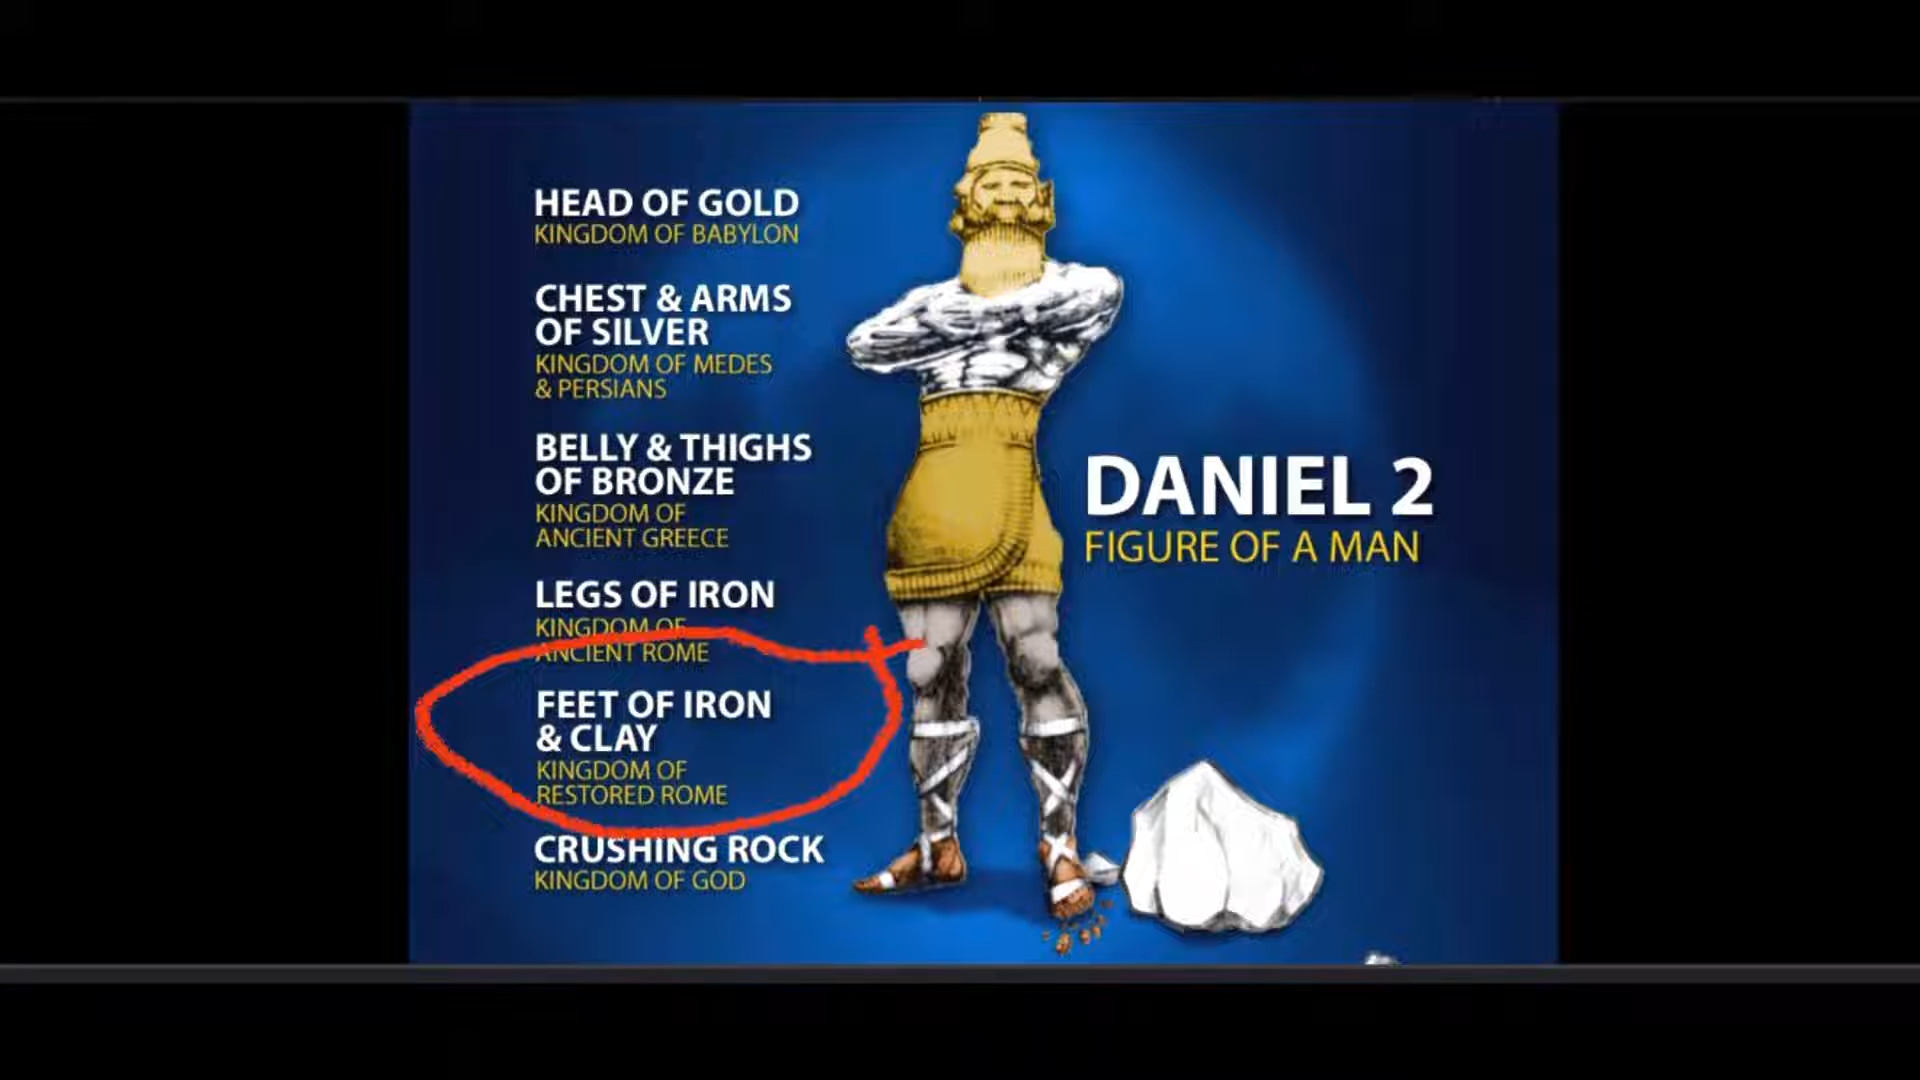 HEAD OF GOLD
KINGDOM OF BABYLON
CHEST & ARMS
OF SILVER
KINGDOM OF MEDES
& PERSIANS
BELLY & THIGHS
OF BRONZE
KINGDOM OF
ANCIENT GREECE
LEGS OF IRON
KINGDOM OF
ANCIENT ROME
FEET OF IRON
& CLAY
KINGDOM OF
RESTORED ROME
CRUSHING ROCK
KINGDOM OF GOD
DANIEL 2
FIGURE OF A MAN